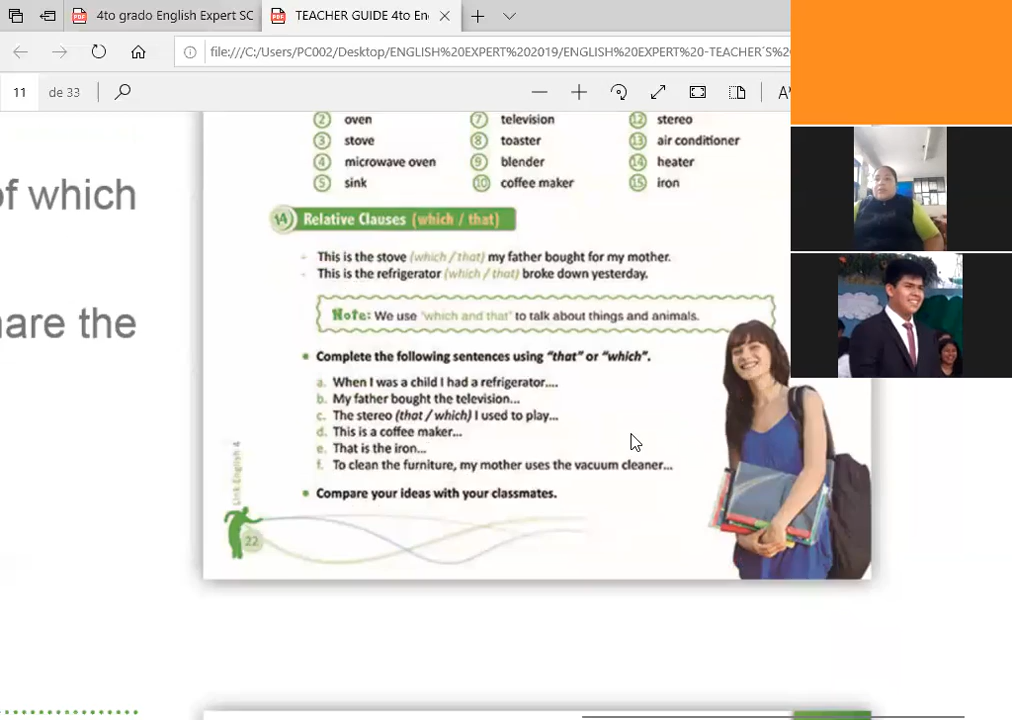 4to grado English Expert SC
TEACHER GUIDE 4to En
file:///C:/Users/PC002/Desktop/ENGLISH%20EXPERT%202019/ENGLISH%20EXPERT%20-TEACHER´S%20
11 de 33
of which
hare the
2 oven 7 television 12 stereo
3 stove 8 toaster 13 air conditioner
4 microwave oven 9 blender 14 heater
5 sink 10 coffee maker 15 iron
14 Relative Clauses (which / that)
- This is the stove (which / that) my father bought for my mother.
- This is the refrigerator (which / that) broke down yesterday.
Note: We use "which and that" to talk about things and animals.
• Complete the following sentences using "that" or "which".
a. When I was a child I had a refrigerator....
b. My father bought the television...
c. The stereo (that / which) I used to play...
d. This is a coffee maker...
e. That is the iron...
f. To clean the furniture, my mother uses the vacuum cleaner...
• Compare your ideas with your classmates.
Link English 4
22